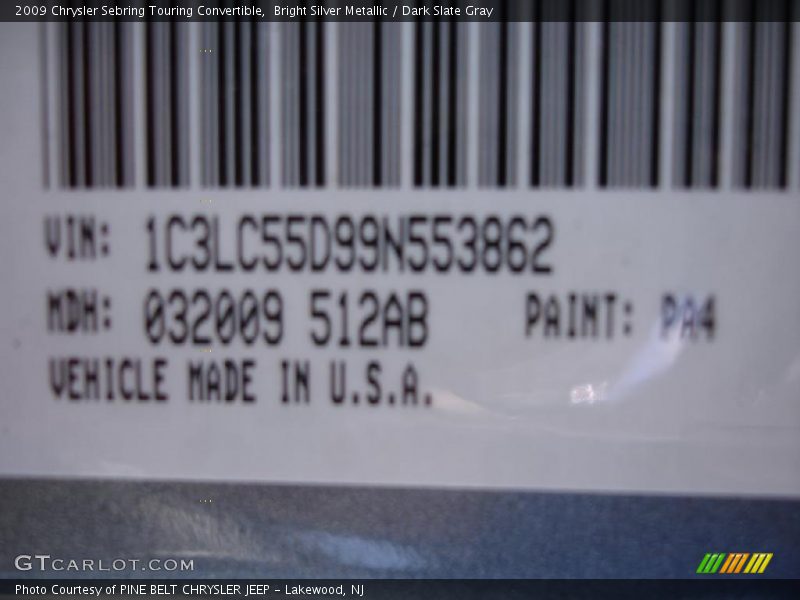 2009 Chrysler Sebring Touring Convertible,  Bright Silver Metallic / Dark Slate Gray
VIN: 1C3LC55D99N553862
MDH: 032009 512AB PAINT: PA4
VEHICLE MADE IN U.S.A.
GTCARLOT.COM
Photo Courtesy of PINE BELT CHRYSLER JEEP - Lakewood, NJ